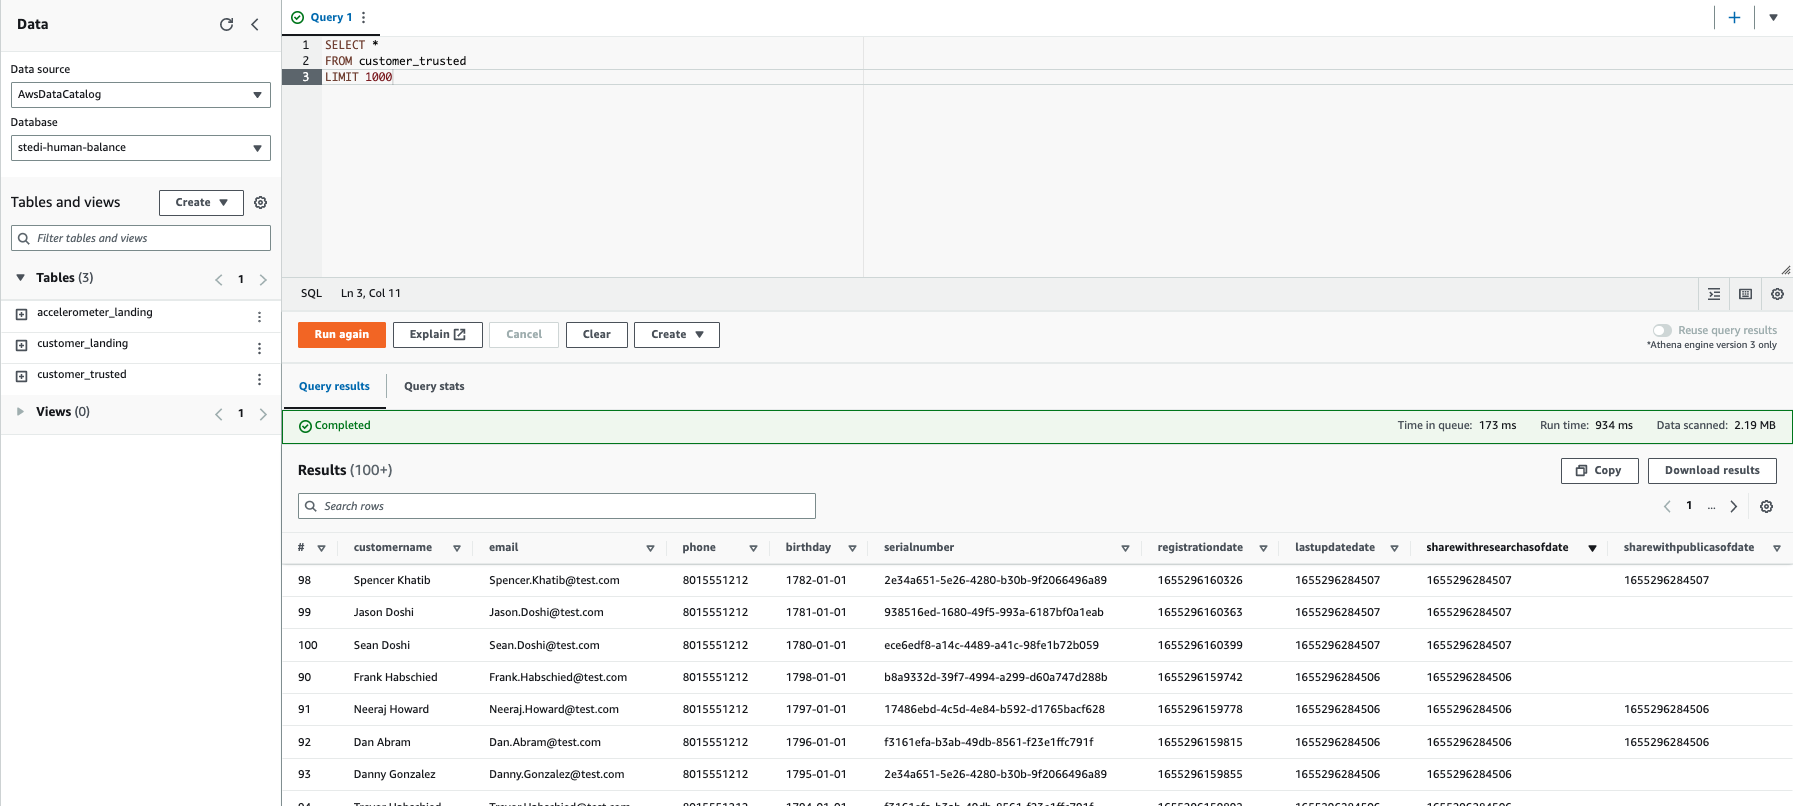 Data
Data source
AwsDataCatalog
Database
stedi-human-balance
Tables and views
Create
Filter tables and views
Tables (3)
1
accelerometer_landing
customer_landing
customer_trusted
Views (0)
1
Query 1
1 SELECT *
2 FROM customer_trusted
3 LIMIT 1000
SQL Ln 3, Col 11
Run again Explain Cancel Clear Create
Reuse query results
*Athena engine version 3 only
Query results Query stats
Completed Time in queue: 173 ms Run time: 934 ms Data scanned: 2.19 MB
Results (100+) Copy Download results
Search rows 1 ...
# customername email phone birthday serialnumber registrationdate lastupdatedate sharewithresearchasofdate sharewithpublicasofdate
98 Spencer Khatib Spencer.Khatib@test.com 8015551212 1782-01-01 2e34a651-5e26-4280-b30b-9f2066496a89 1655296160326 1655296284507 1655296284507 1655296284507
99 Jason Doshi Jason.Doshi@test.com 8015551212 1781-01-01 938516ed-1680-49f5-993a-6187bf0a1eab 1655296160363 1655296284507 1655296284507
100 Sean Doshi Sean.Doshi@test.com 8015551212 1780-01-01 ece6edf8-a14c-4489-a41c-98fe1b72b059 1655296160399 1655296284507 1655296284507
90 Frank Habschied Frank.Habschied@test.com 8015551212 1798-01-01 b8a9332d-39f7-4994-a299-d60a747d288b 1655296159742 1655296284506 1655296284506
91 Neeraj Howard Neeraj.Howard@test.com 8015551212 1797-01-01 17486ebd-4c5d-4e84-b592-d1765bacf628 1655296159778 1655296284506 1655296284506 1655296284506
92 Dan Abram Dan.Abram@test.com 8015551212 1796-01-01 f3161efa-b3ab-49db-8561-f23e1ffc791f 1655296159815 1655296284506 1655296284506 1655296284506
93 Danny Gonzalez Danny.Gonzalez@test.com 8015551212 1795-01-01 2e34a651-5e26-4280-b30b-9f2066496a89 1655296159855 1655296284506 1655296284506